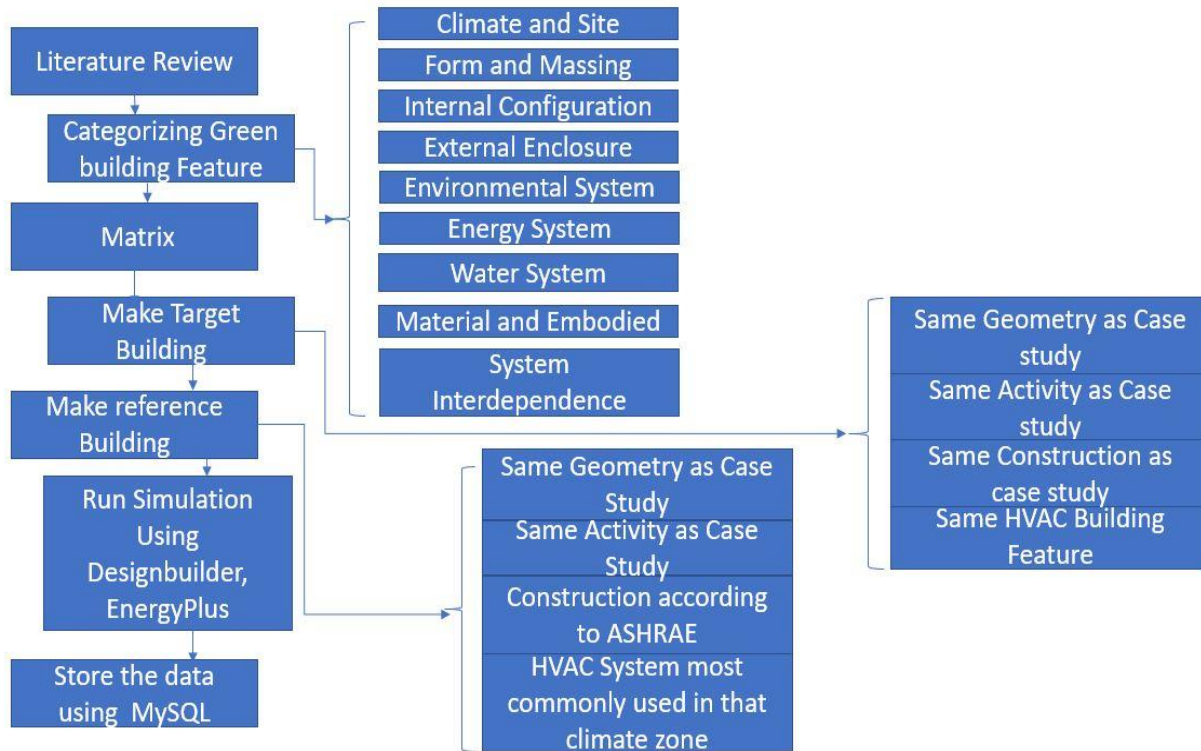 Literature Review
Categorizing Green
building Feature
Matrix
Make Target
Building
Make reference
Building
Run Simulation
Using
Designbuilder,
EnergyPlus
Store the data
using MySQL
Climate and Site
Form and Massing
Internal Configuration
External Enclosure
Environmental System
Energy System
Water System
Material and Embodied
System
Interdependence
Same Geometry as Case
Study
Same Activity as Case
Study
Construction according
to ASHRAE
HVAC System most
commonly used in that
climate zone
Same Geometry as Case
study
Same Activity as Case
study
Same Construction as
case study
Same HVAC Building
Feature